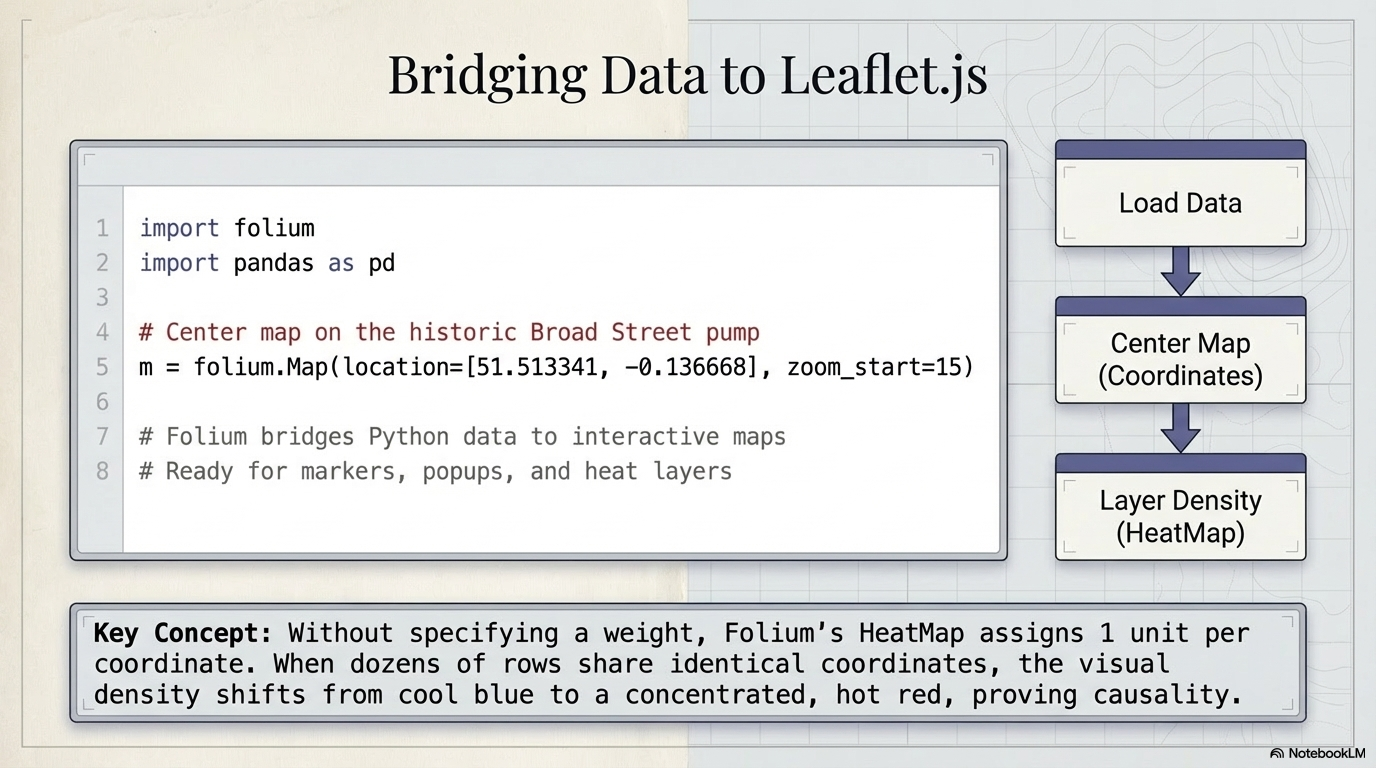 Bridging Data to Leaflet.js
1 import folium
2 import pandas as pd
3
4 # Center map on the historic Broad Street pump
5 m = folium.Map(location=[51.513341, -0.136668], zoom_start=15)
6
7 # Folium bridges Python data to interactive maps
8 # Ready for markers, popups, and heat layers
Load Data
Center Map
(Coordinates)
Layer Density
(HeatMap)
Key Concept: Without specifying a weight, Folium's HeatMap assigns 1 unit per
coordinate. When dozens of rows share identical coordinates, the visual
density shifts from cool blue to a concentrated, hot red, proving causality.
NotebookLM